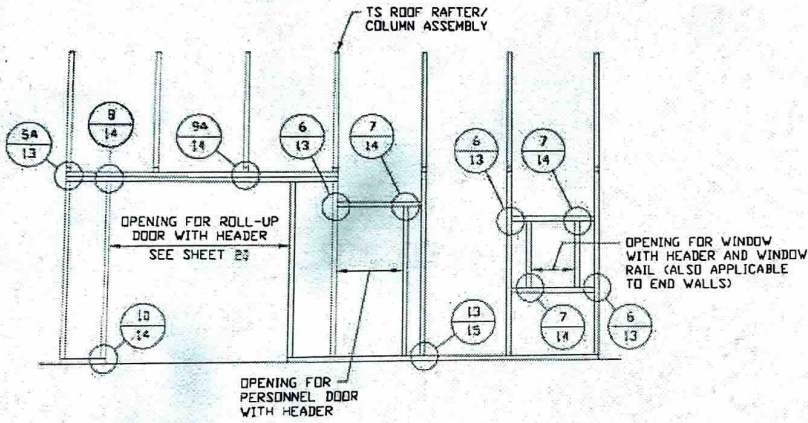 TS ROOF RAFTER/
COLUMN ASSEMBLY
5A
13
9
14
9A
14
6
13
7
14
6
13
7
14
OPENING FOR ROLL-UP
DOOR WITH HEADER
SEE SHEET
OPENING FOR WINDOW
WITH HEADER AND WINDOW
RAIL (ALSO APPLICABLE
TO END WALLS)
10
14
13
15
7
14
6
13
OPENING FOR
PERSONNEL DOOR
WITH HEADER